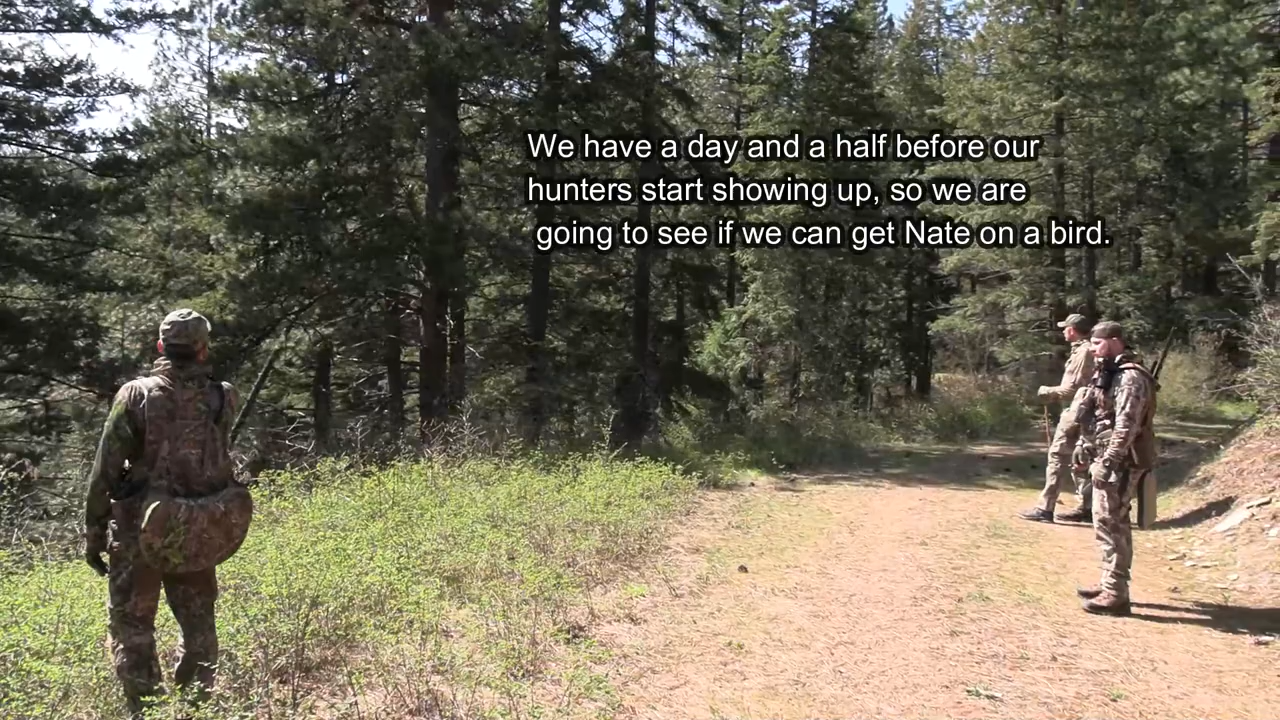 We have a day and a half before our
hunters start showing up, so we are
going to see if we can get Nate on a bird.